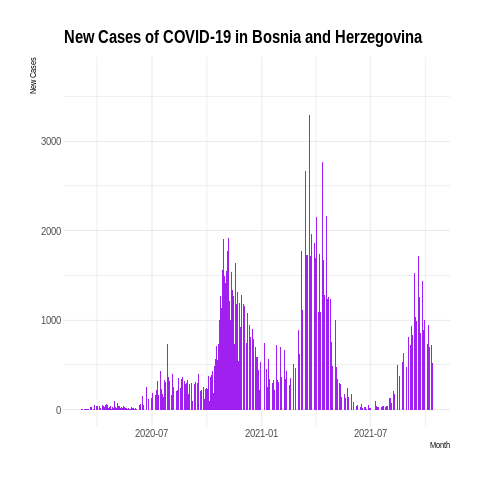 New Cases of COVID-19 in Bosnia and Herzegovina
New Cases
3000
2000
1000
0
2020-07
2021-01
2021-07
Month